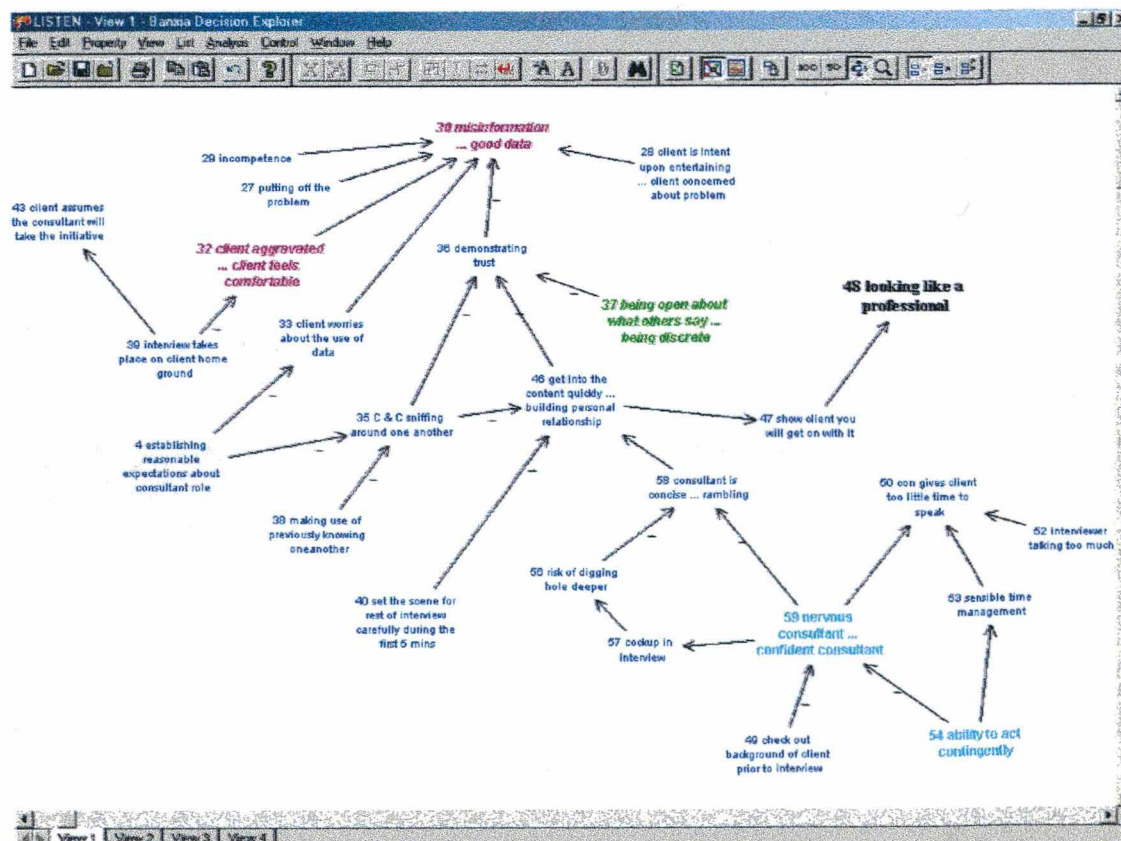 LISTEN - View 1 - Banxia Decision Explorer
File Edit Property View List Analysis Control Window Help
30 misinformation
... good data
29 incompetence
28 client is intent
upon entertaining
... client concerned
about problem
27 putting off the
problem
43 client assumes
the consultant will
take the initiative
32 client aggravated
... client feels
comfortable
36 demonstrating
trust
48 looking like a
professional
37 being open about
what others say ...
being discrete
33 client worries
about the use of
data
39 interview takes
place on client home
ground
46 get into the
content quickly ...
building personal
relationship
35 C & C sniffing
around one another
47 show client you
will get on with it
4 establishing
reasonable
expectations about
consultant role
58 consultant is
concise ... rambling
50 con gives client
too little time to
speak
38 making use of
previously knowing
oneanother
52 interviewer
talking too much
56 risk of digging
hole deeper
40 set the scene for
rest of interview
carefully during the
first 5 mins
53 sensible time
management
59 nervous
consultant ...
confident consultant
57 cockup in
interview
49 check out
background of client
prior to interview
54 ability to act
contingently
View 1 View 2 View 3 View 4